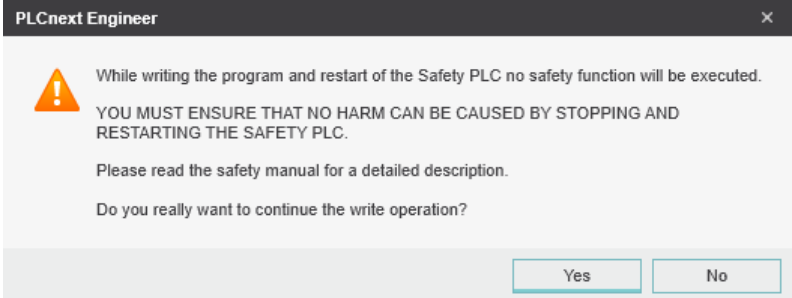 PLCnext Engineer
While writing the program and restart of the Safety PLC no safety function will be executed.
YOU MUST ENSURE THAT NO HARM CAN BE CAUSED BY STOPPING AND
RESTARTING THE SAFETY PLC.
Please read the safety manual for a detailed description.
Do you really want to continue the write operation?
Yes
No